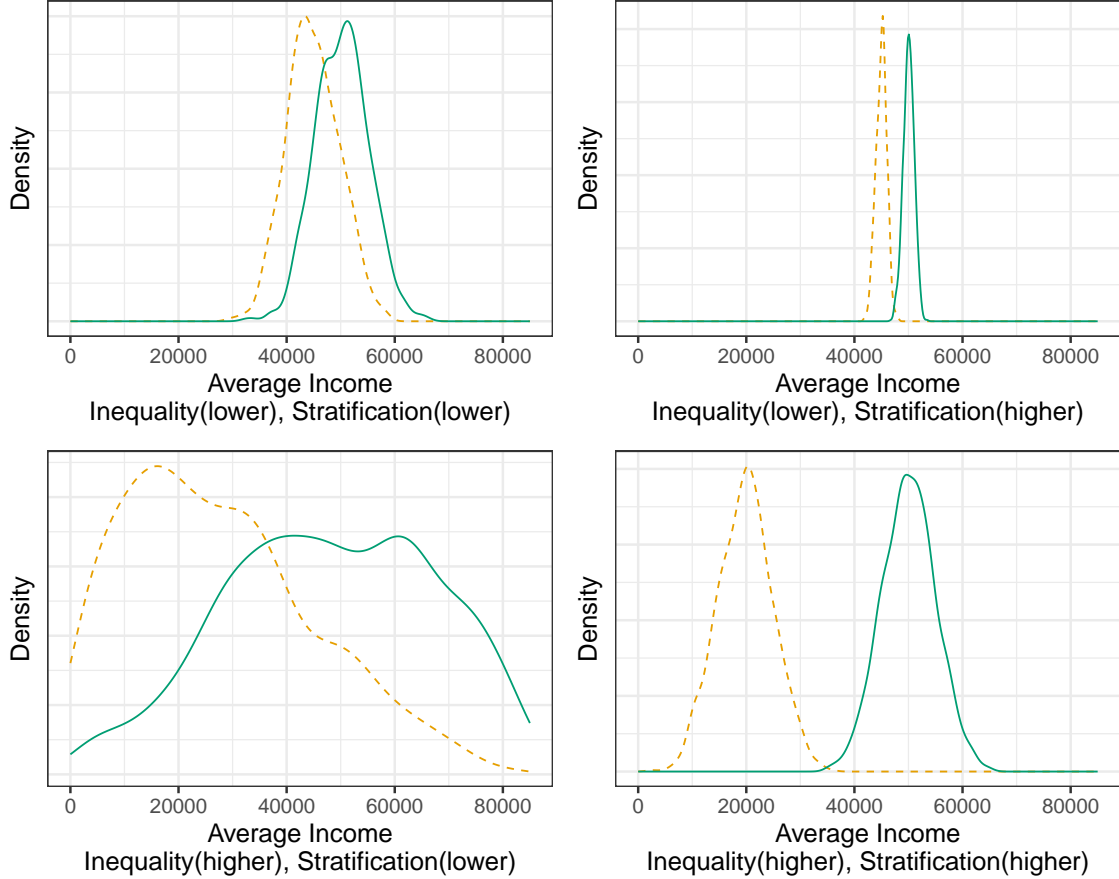 Density
0 20000 40000 60000 80000
Average Income
Inequality(lower), Stratification(lower)
Density
0 20000 40000 60000 80000
Average Income
Inequality(lower), Stratification(higher)
Density
0 20000 40000 60000 80000
Average Income
Inequality(higher), Stratification(lower)
Density
0 20000 40000 60000 80000
Average Income
Inequality(higher), Stratification(higher)